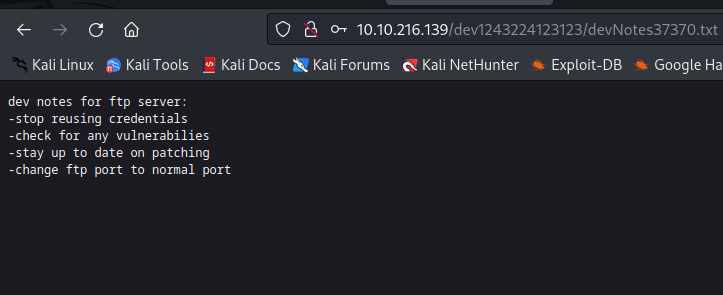 10.10.216.139/dev1243224123123/devNotes37370.txt
Kali Linux Kali Tools Kali Docs Kali Forums Kali NetHunter Exploit-DB Google Ha
dev notes for ftp server:
-stop reusing credentials
-check for any vulnerabilies
-stay up to date on patching
-change ftp port to normal port